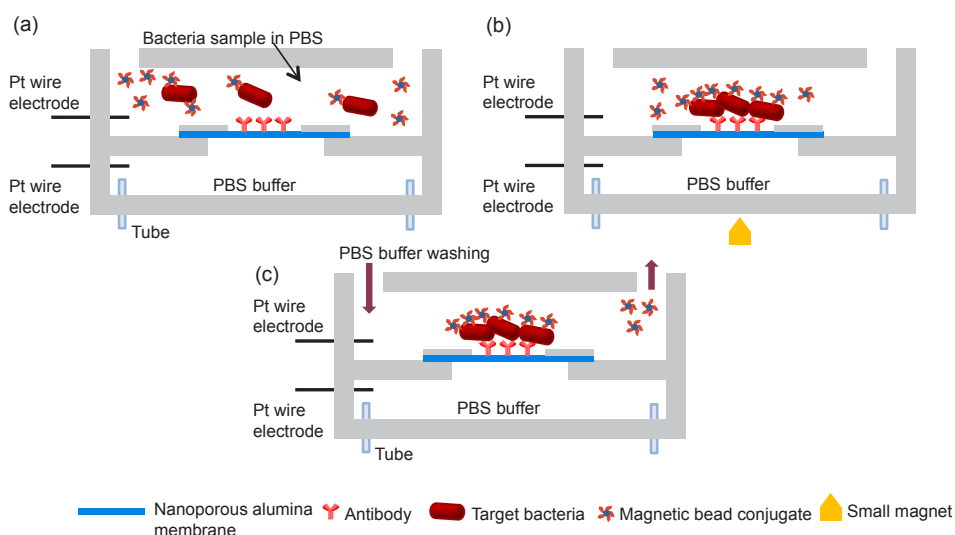 (a)
Bacteria sample in PBS
Pt wire
electrode
Pt wire
electrode
PBS buffer
Tube
(b)
Pt wire
electrode
Pt wire
electrode
PBS buffer
(c)
PBS buffer washing
Pt wire
electrode
Pt wire
electrode
PBS buffer
Tube
Nanoporous alumina
membrane
Antibody
Target bacteria
Magnetic bead conjugate
Small magnet